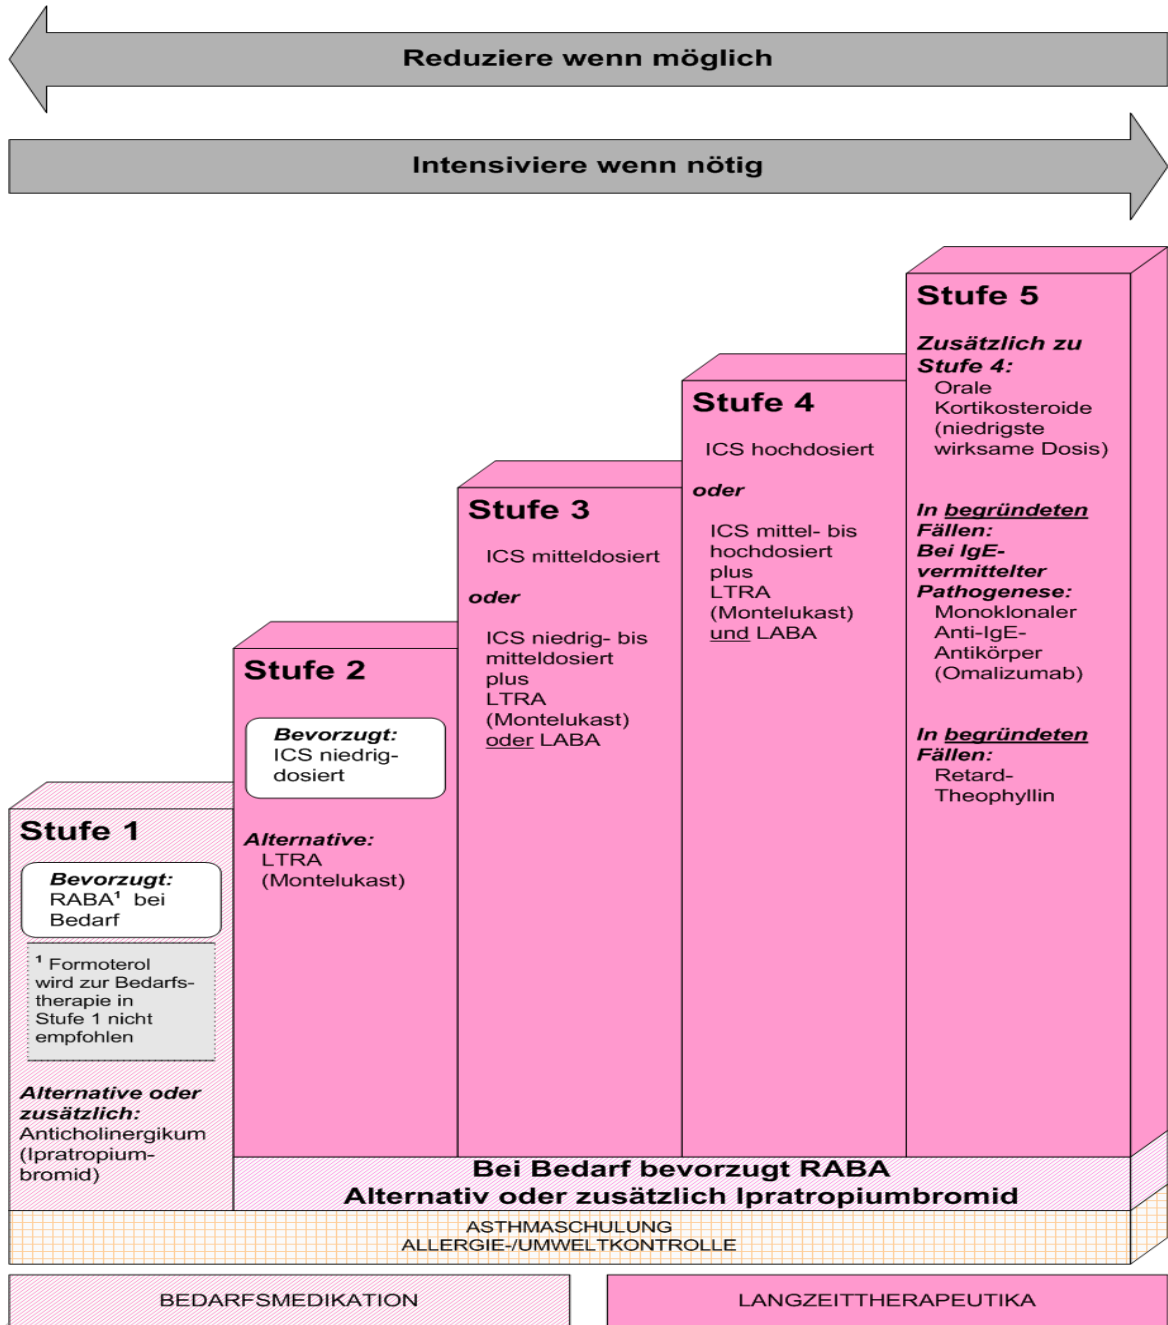 Reduziere wenn möglich
Intensiviere wenn nötig
Stufe 1
Bevorzugt:
RABA¹ bei
Bedarf
¹ Formoterol
wird zur Bedarfs-
therapie in
Stufe 1 nicht
empfohlen
Alternative oder
zusätzlich:
Anticholinergikum
(Ipratropium-
bromid)
Stufe 2
Bevorzugt:
ICS niedrig-
dosiert
Alternative:
LTRA
(Montelukast)
Stufe 3
ICS mitteldosiert
oder
ICS niedrig- bis
mitteldosiert
plus
LTRA
(Montelukast)
oder LABA
Stufe 4
ICS hochdosiert
oder
ICS mittel- bis
hochdosiert
plus
LTRA
(Montelukast)
und LABA
Stufe 5
Zusätzlich zu
Stufe 4:
Orale
Kortikosteroide
(niedrigste
wirksame Dosis)
In begründeten
Fällen:
Bei IgE-
vermittelter
Pathogenese:
Monoklonaler
Anti-IgE-
Antikörper
(Omalizumab)
In begründeten
Fällen:
Retard-
Theophyllin
Bei Bedarf bevorzugt RABA
Alternativ oder zusätzlich Ipratropiumbromid
ASTHMASCHULUNG
ALLERGIE-/UMWELTKONTROLLE
BEDARFSMEDIKATION
LANGZEITTHERAPEUTIKA